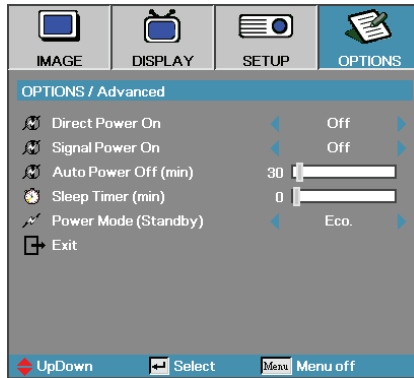 IMAGE DISPLAY SETUP OPTIONS
OPTIONS / Advanced
Direct Power On Off
Signal Power On Off
Auto Power Off (min) 30
Sleep Timer (min) 0
Power Mode (Standby) Eco.
Exit
UpDown Select Menu Menu off